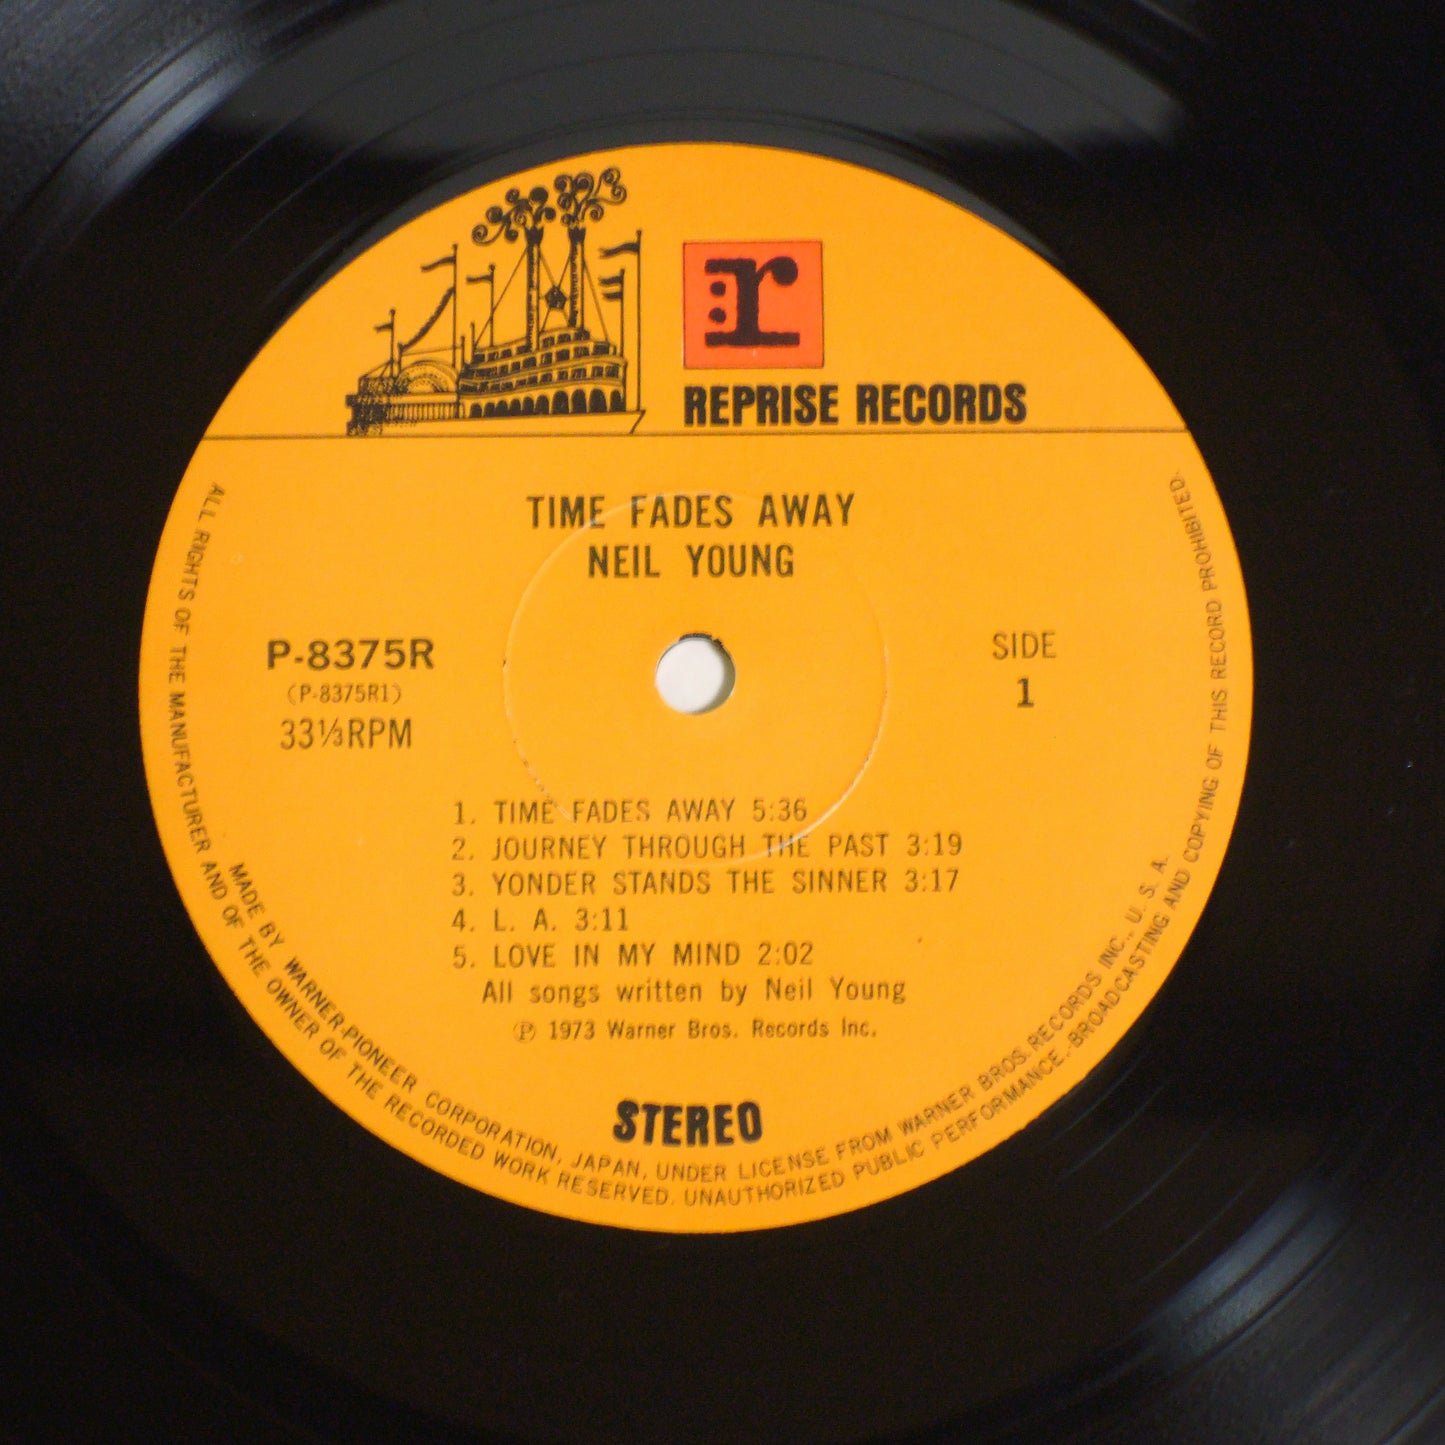 r
REPRISE RECORDS
TIME FADES AWAY
NEIL YOUNG
P-8375R
(P-8375R1)
33⅓RPM
SIDE
1
1. TIME FADES AWAY 5:36
2. JOURNEY THROUGH THE PAST 3:19
3. YONDER STANDS THE SINNER 3:17
4. L. A. 3:11
5. LOVE IN MY MIND 2:02
All songs written by Neil Young
Ⓟ 1973 Warner Bros. Records Inc.
STEREO
MADE BY WARNER-PIONEER CORPORATION, JAPAN, UNDER LICENSE FROM WARNER BROS. RECORDS INC., U. S. A.
ALL RIGHTS OF THE MANUFACTURER AND OF THE OWNER OF THE RECORDED WORK RESERVED. UNAUTHORIZED PUBLIC PERFORMANCE, BROADCASTING AND COPYING OF THIS RECORD PROHIBITED.